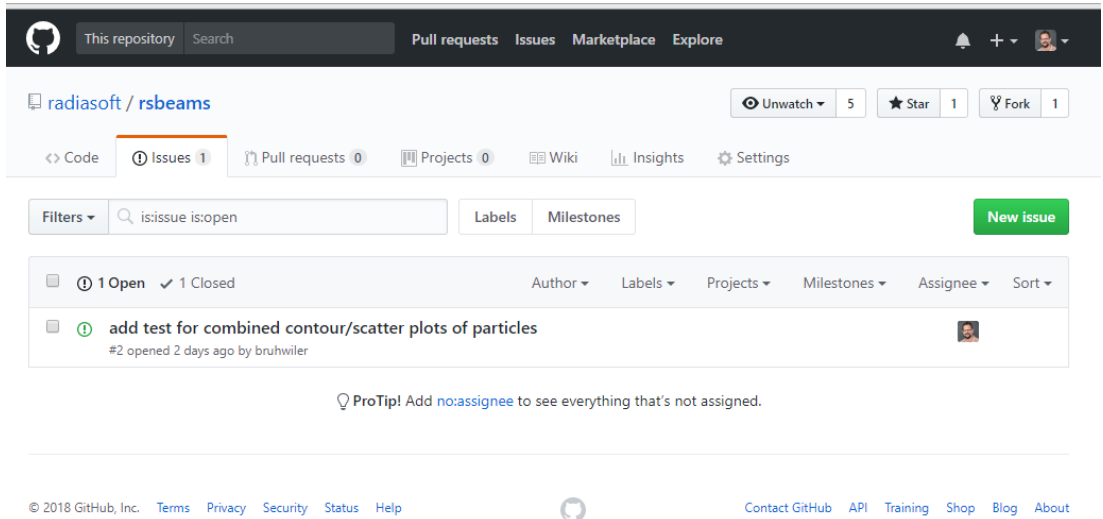 This repository Search Pull requests Issues Marketplace Explore
radiasoft / rsbeams Unwatch 5 Star 1 Fork 1
<> Code Issues 1 Pull requests 0 Projects 0 Wiki Insights Settings
Filters is:issue is:open Labels Milestones New issue
1 Open 1 Closed Author Labels Projects Milestones Assignee Sort
add test for combined contour/scatter plots of particles
#2 opened 2 days ago by bruhwiler
ProTip! Add no:assignee to see everything that's not assigned.
© 2018 GitHub, Inc. Terms Privacy Security Status Help Contact GitHub API Training Shop Blog About